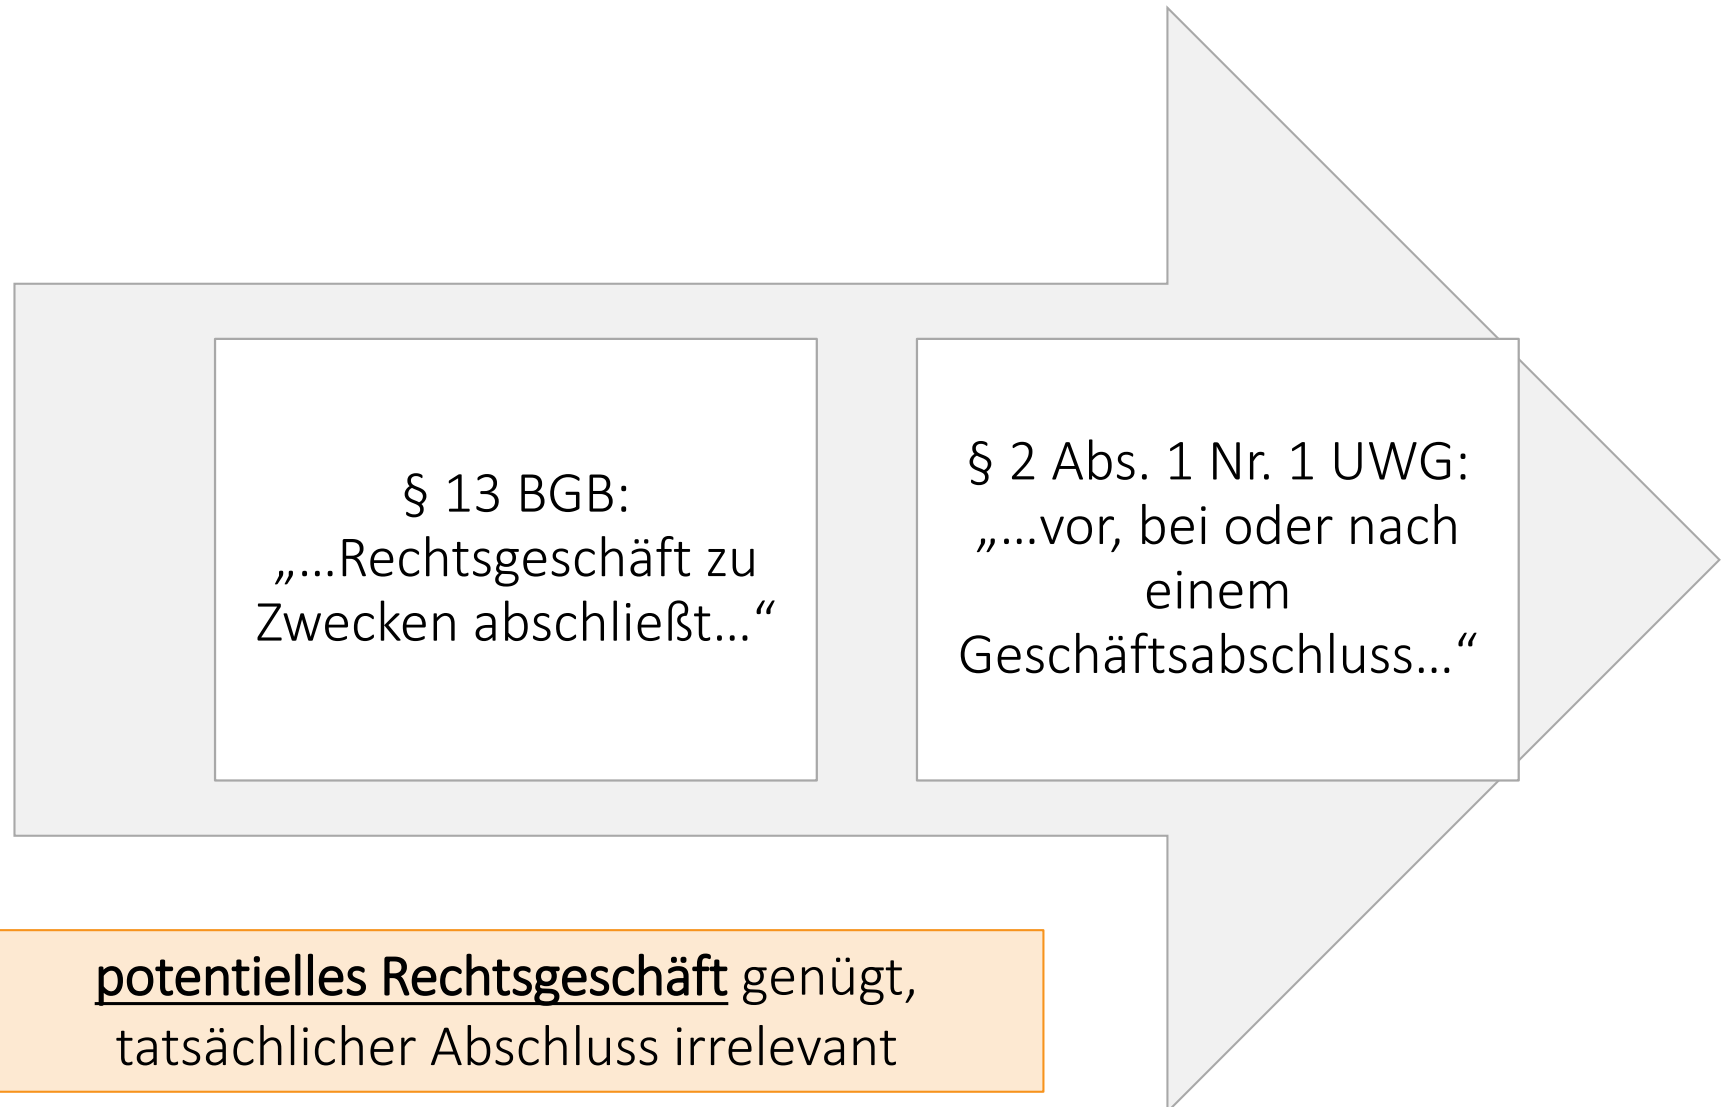 § 13 BGB:
„…Rechtsgeschäft zu
Zwecken abschließt…“
§ 2 Abs. 1 Nr. 1 UWG:
„…vor, bei oder nach
einem
Geschäftsabschluss…“
potentielles Rechtsgeschäft genügt,
tatsächlicher Abschluss irrelevant